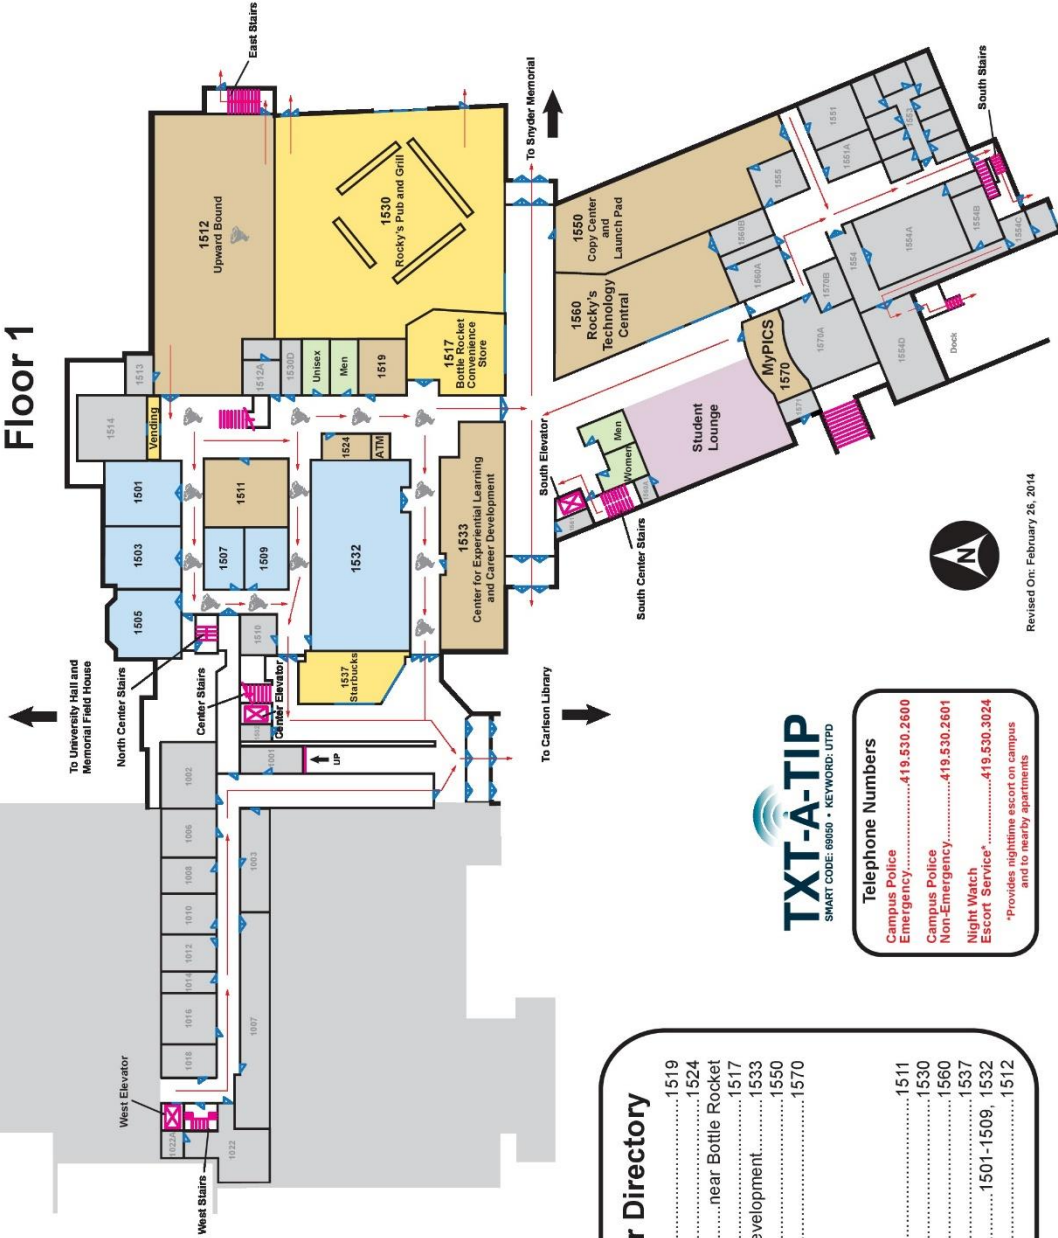 Floor 1
East Stairs
1512
Upward Bound
1530
Rocky's Pub and Grill
To Snyder Memorial
South Stairs
1513
1514
Vending
1512A
1530D
Unisex
Men
1519
1517
Bottle Rocket
Convenience
Store
1550
Copy Center
and
Launch Pad
1560
Rocky's
Technology
Central
1555
1551
1551A
1553
1560B
1560A
1554A
1554B
1554C
1554
1570B
1570A
1554D
Dock
MyPICS
1570
1571
Student
Lounge
Men
Women
South Elevator
South Center Stairs
1501
1503
1505
1511
1507
1509
1524
ATM
1532
1533
Center for Experiential Learning
and Career Development
1510
1537
Starbucks
To University Hall and
Memorial Field House
North Center Stairs
Center Stairs
Center Elevator
1001
UP
To Carlson Library
1002
1006
1008
1010
1012
1014
1016
1018
1003
1007
West Elevator
1022A
1022
West Stairs
N
Revised On: February 26, 2014
TXT-A-TIP
SMART CODE: 69050 • KEYWORD: UTPD
Telephone Numbers
Campus Police
Emergency..................419.530.2600
Campus Police
Non-Emergency..........419.530.2601
Night Watch
Escort Service*............419.530.3024
*Provides nighttime escort on campus
and to nearby apartments
r Directory
1519
1524
near Bottle Rocket
1517
evelopment......1533
1550
1570
1511
1530
1560
1537
1501-1509, 1532
1512